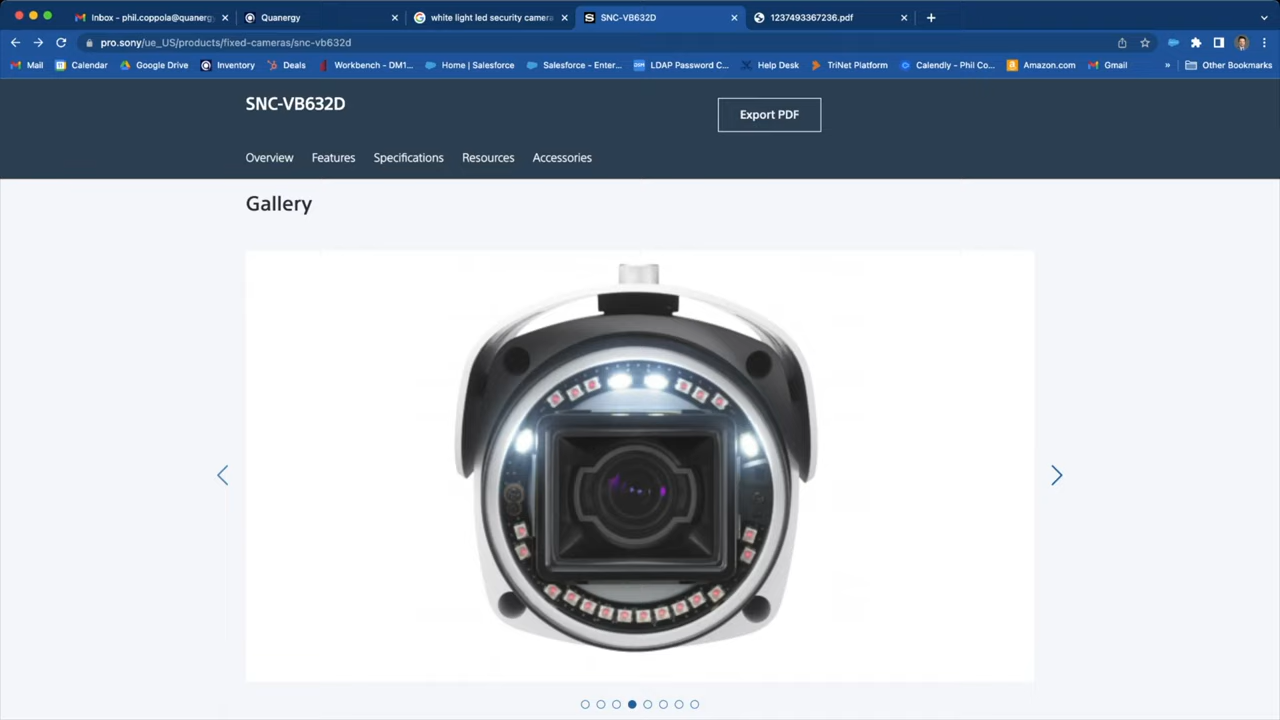 Inbox - phil.coppola@quanergy
Quanergy
white light led security camera
SNC-VB632D
1237493367236.pdf
pro.sony/ue_US/products/fixed-cameras/snc-vb632d
Mail Calendar Google Drive Inventory Deals Workbench - DM1... Home | Salesforce Salesforce - Enter... LDAP Password C... Help Desk TriNet Platform Calendly - Phil Co... Amazon.com Gmail » Other Bookmarks
SNC-VB632D
Export PDF
Overview Features Specifications Resources Accessories
Gallery